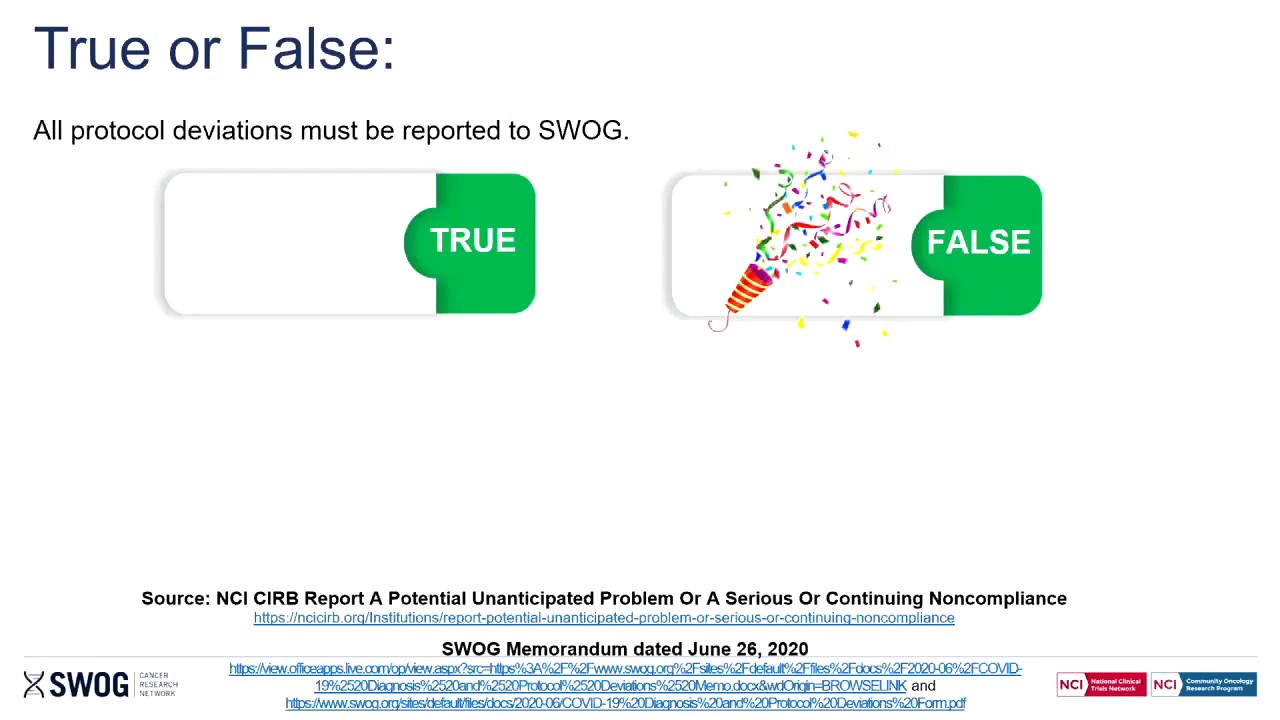 True or False:
All protocol deviations must be reported to SWOG.
TRUE
FALSE
Source: NCI CIRB Report A Potential Unanticipated Problem Or A Serious Or Continuing Noncompliance
https://ncicirb.org/Institutions/report-potential-unanticipated-problem-or-serious-or-continuing-noncompliance
SWOG Memorandum dated June 26, 2020
https://view.officeapps.live.com/op/view.aspx?src=https%3A%2F%2Fwww.swog.org%2Fsites%2Fdefault%2Ffiles%2Fdocs%2F2020-06%2FCOVID-
19%2520Diagnosis%2520and%2520Protocol%2520Deviations%2520Memo.docx&wdOrigin=BROWSELINK and
https://www.swog.org/sites/default/files/docs/2020-06/COVID-19%20Diagnosis%20and%20Protocol%20Deviations%20Form.pdf
SWOG
CANCER
RESEARCH
NETWORK
NCI
National Clinical
Trials Network
NCI
Community Oncology
Research Program